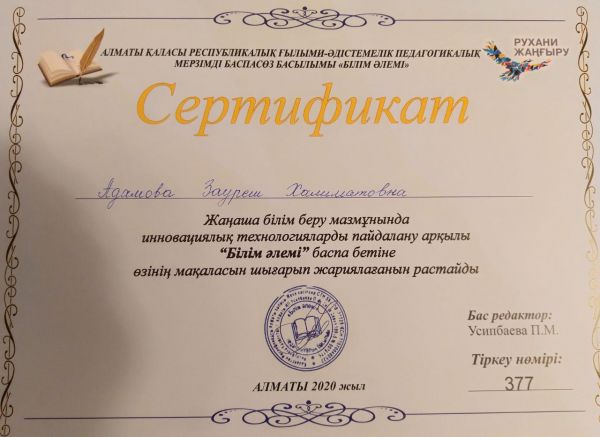 АЛМАТЫ ҚАЛАСЫ РЕСПУБЛИКАЛЫҚ ҒЫЛЫМИ-ӘДІСТЕМЕЛІК ПЕДАГОГИКАЛЫҚ
МЕРЗІМДІ БАСПАСӨЗ БАСЫЛЫМЫ «БІЛІМ ӘЛЕМІ»
РУХАНИ
ЖАҢҒЫРУ
Сертификат
Адамова Зауреш Халиматовна
Жаңаша білім беру мазмұнында
инновациялық технологияларды пайдалану арқылы
“Білім әлемі” баспа бетіне
өзінің мақаласын шығарып жариялағанын растайды
Бас редактор:
Усипбаева П.М.
Тіркеу нөмірі:
377
АЛМАТЫ 2020 жыл